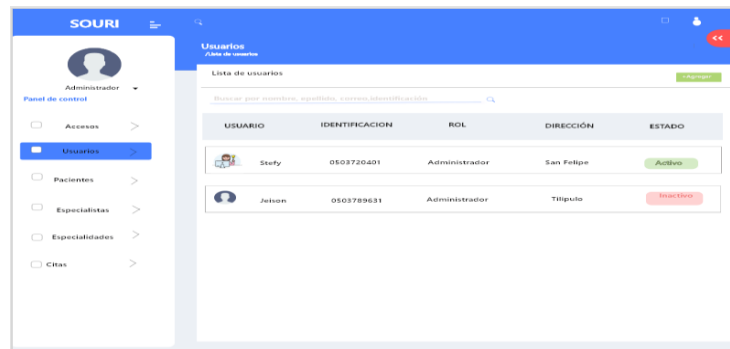 SOURI
Usuarios
/Lista de usuarios
<<
Administrador
Panel de control
Accesos
Usuarios
Pacientes
Especialistas
Especialidades
Citas
Lista de usuarios
+Agregar
Buscar por nombre, apellido, correo,identificación
USUARIO IDENTIFICACION ROL DIRECCIÓN ESTADO
Stefy 0503720401 Administrador San Felipe Activo
Jeison 0503789631 Administrador Tilipulo Inactivo